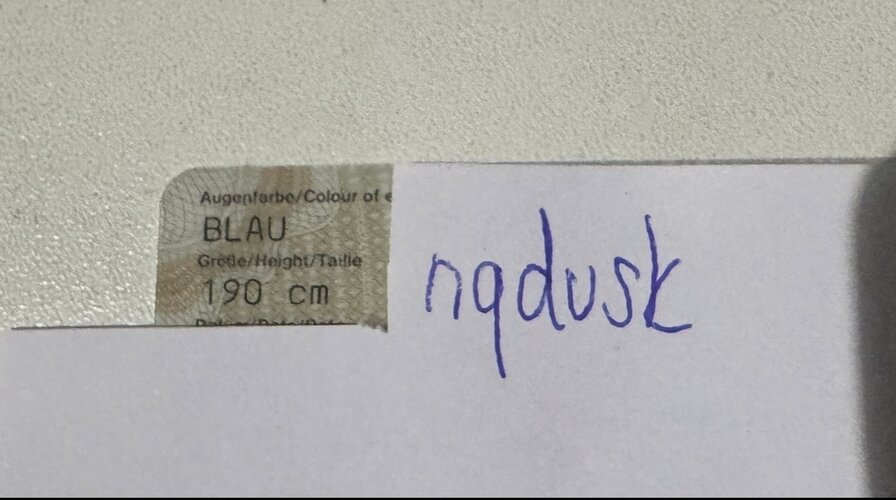 Augenfarbe/Colour of e
BLAU
Größe/Height/Taille
190 cm
nqdusk